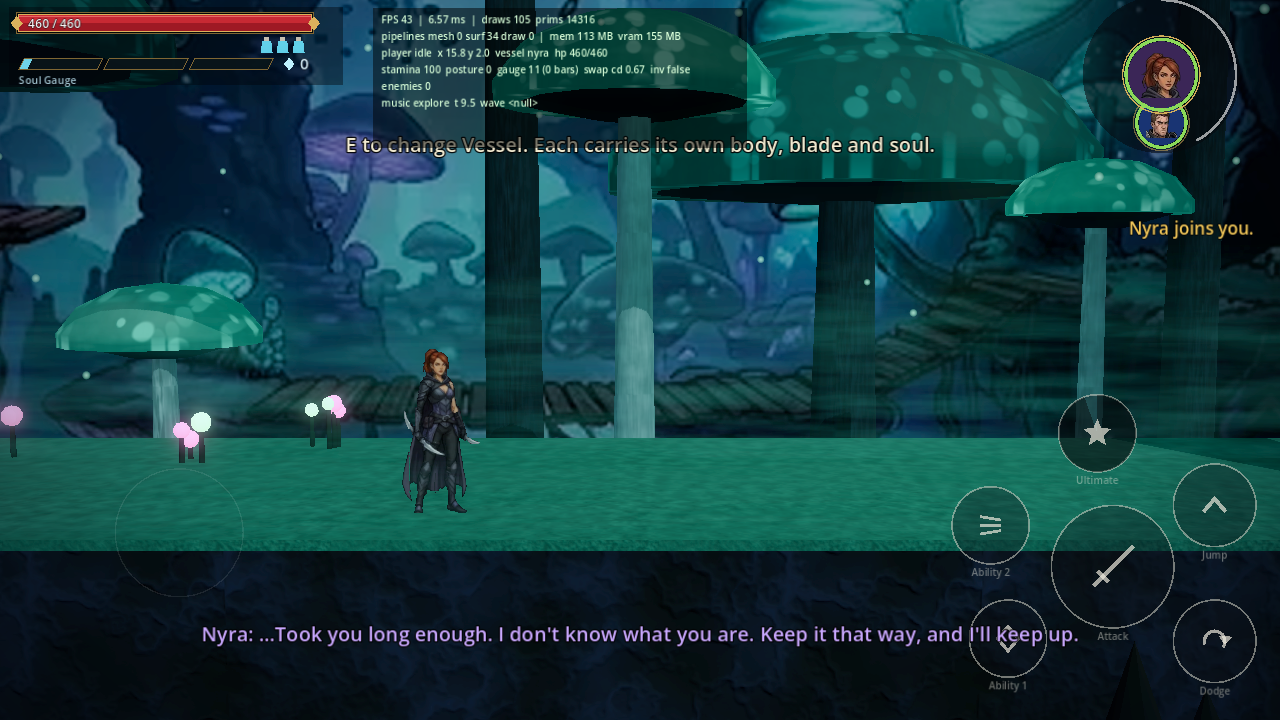 460 / 460
0
Soul Gauge
FPS 43 | 6.57 ms | draws 105 prims 14316
pipelines mesh 0 surf 34 draw 0 | mem 113 MB vram 155 MB
player idle x 15.8 y 2.0 vessel nyra hp 460/460
stamina 100 posture 0 gauge 11 (0 bars) swap cd 0.67 inv false
enemies 0
music explore t 9.5 wave <null>
E to change Vessel. Each carries its own body, blade and soul.
Nyra joins you.
Ultimate
Jump
Ability 2
Attack
Nyra: ...Took you long enough. I don't know what you are. Keep it that way, and I'll keep up.
Ability 1
Dodge